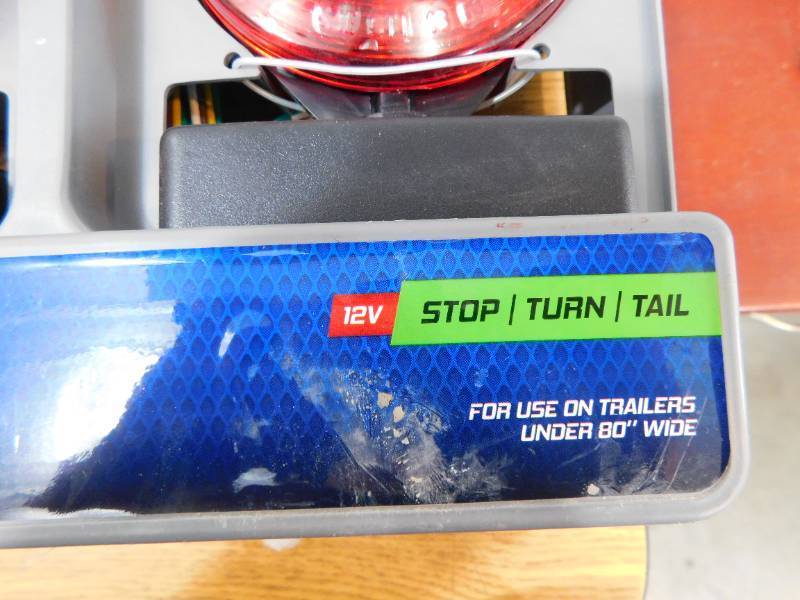 12V STOP | TURN | TAIL
FOR USE ON TRAILERS
UNDER 80" WIDE